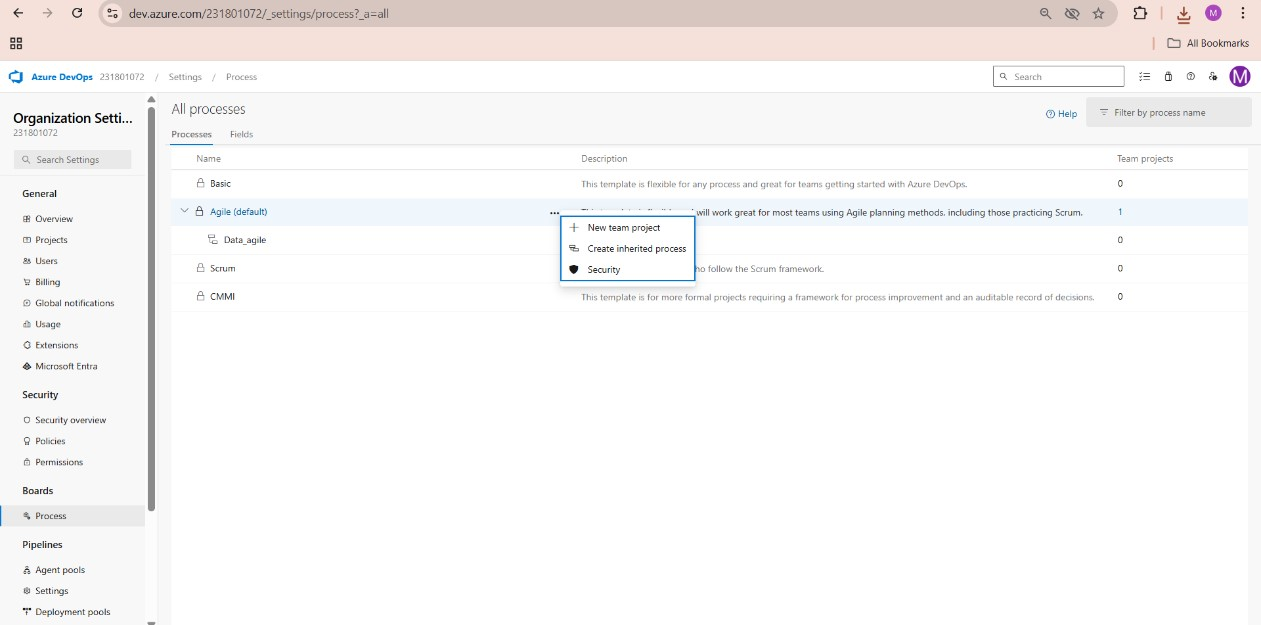 dev.azure.com/231801072/_settings/process?_a=all
M
All Bookmarks
Azure DevOps 231801072 / Settings / Process
Search
M
Organization Setti...
231801072
Search Settings
General
Overview
Projects
Users
Billing
Global notifications
Usage
Extensions
Microsoft Entra
Security
Security overview
Policies
Permissions
Boards
Process
Pipelines
Agent pools
Settings
Deployment pools
All processes
Help
Filter by process name
Processes Fields
Name Description Team projects
Basic This template is flexible for any process and great for teams getting started with Azure DevOps. 0
Agile (default) ... will work great for most teams using Agile planning methods, including those practicing Scrum. 1
New team project
Data_agile 0
Create inherited process
Scrum who follow the Scrum framework. 0
Security
CMMI This template is for more formal projects requiring a framework for process improvement and an auditable record of decisions. 0